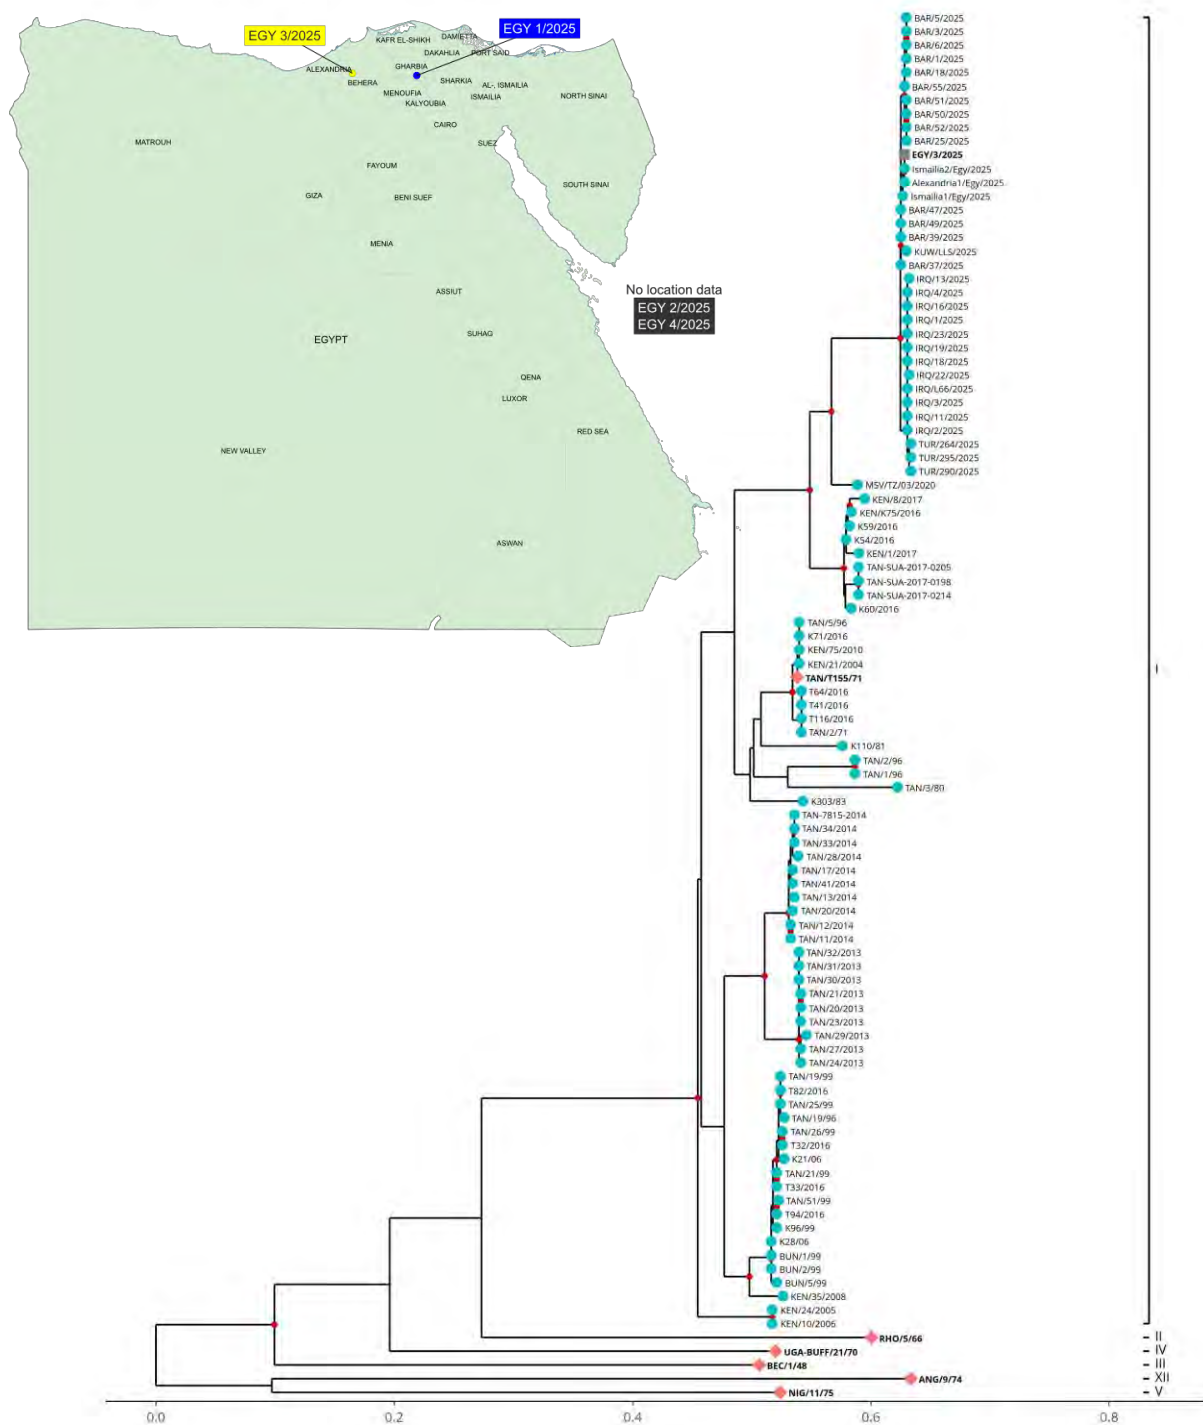 EGY 3/2025
EGY 1/2025
KAFR EL-SHIKH
DAMIETTA
DAKAHLIA
PORT SAID
ALEXANDRIA
GHARBIA
BEHERA
SHARKIA
AL-, ISMAILIA
MENOUFIA
ISMAILIA
KALYOUBIA
NORTH SINAI
CAIRO
MATROUH
SUEZ
FAYOUM
SOUTH SINAI
GIZA
BENI SUEF
MENIA
ASSIUT
No location data
EGY 2/2025
EGY 4/2025
SUHAG
EGYPT
QENA
LUXOR
RED SEA
NEW VALLEY
ASWAN
BAR/5/2025
BAR/3/2025
BAR/6/2025
BAR/1/2025
BAR/18/2025
BAR/55/2025
BAR/51/2025
BAR/50/2025
BAR/52/2025
BAR/25/2025
EGY/3/2025
Ismailia2/Egy/2025
Alexandria1/Egy/2025
Ismailia1/Egy/2025
BAR/47/2025
BAR/49/2025
BAR/39/2025
KUW/LLS/2025
BAR/37/2025
IRQ/13/2025
IRQ/4/2025
IRQ/16/2025
IRQ/1/2025
IRQ/23/2025
IRQ/19/2025
IRQ/18/2025
IRQ/22/2025
IRQ/L66/2025
IRQ/3/2025
IRQ/11/2025
IRQ/2/2025
TUR/264/2025
TUR/295/2025
TUR/290/2025
MSV/TZ/03/2020
KEN/8/2017
KEN/K75/2016
K59/2016
K54/2016
KEN/1/2017
TAN-SUA-2017-0205
TAN-SUA-2017-0198
TAN-SUA-2017-0214
K60/2016
TAN/5/96
K71/2016
KEN/75/2010
KEN/21/2004
TAN/T155/71
I
T64/2016
T41/2016
T116/2016
TAN/2/71
K110/81
TAN/2/96
TAN/1/96
TAN/3/80
K303/83
TAN-7815-2014
TAN/34/2014
TAN/33/2014
TAN/28/2014
TAN/17/2014
TAN/41/2014
TAN/13/2014
TAN/20/2014
TAN/12/2014
TAN/11/2014
TAN/32/2013
TAN/31/2013
TAN/30/2013
TAN/21/2013
TAN/20/2013
TAN/23/2013
TAN/29/2013
TAN/27/2013
TAN/24/2013
TAN/19/99
T82/2016
TAN/25/99
TAN/19/96
TAN/26/99
T32/2016
K21/06
TAN/21/99
T33/2016
TAN/51/99
T94/2016
K96/99
K28/06
BUN/1/99
BUN/2/99
BUN/5/99
KEN/35/2008
KEN/24/2005
KEN/10/2006
RHO/5/66 II
UGA-BUFF/21/70 IV
BEC/1/48 III
ANG/9/74 XII
NIG/11/75 V
0.0 0.2 0.4 0.6 0.8